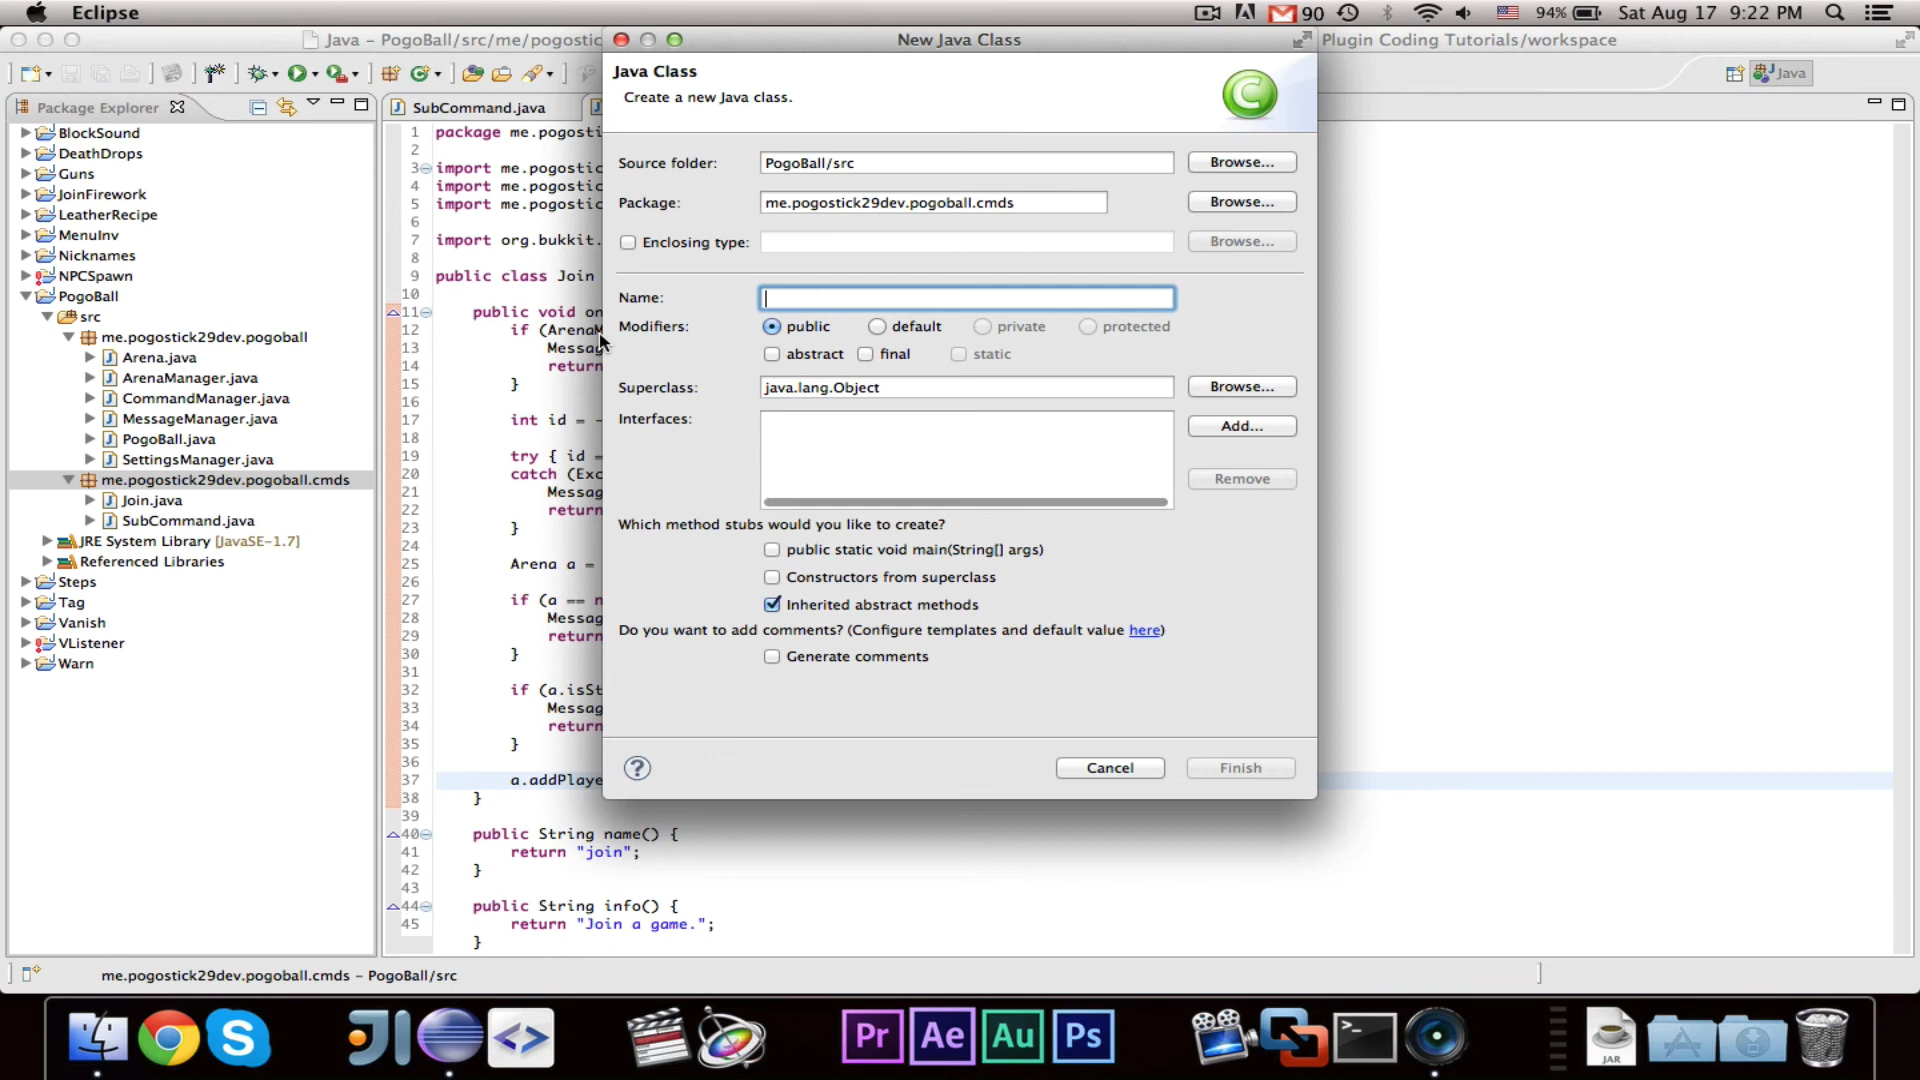 Eclipse
90
94%
Sat Aug 17 9:22 PM
Java – PogoBall/src/me/pogostic
New Java Class
Plugin Coding Tutorials/workspace
Java
Package Explorer
SubCommand.java
Java Class
Create a new Java class.
BlockSound
DeathDrops
Guns
JoinFirework
LeatherRecipe
MenuInv
Nicknames
NPCSpawn
PogoBall
src
me.pogostick29dev.pogoball
Arena.java
ArenaManager.java
CommandManager.java
MessageManager.java
PogoBall.java
SettingsManager.java
me.pogostick29dev.pogoball.cmds
Join.java
SubCommand.java
JRE System Library [JavaSE-1.7]
Referenced Libraries
Steps
Tag
Vanish
VListener
Warn
1 package me.pogosti
2
3 import me.pogostic
4 import me.pogostic
5 import me.pogostic
6
7 import org.bukkit.
8
9 public class Join
10
11 public void on
12 if (ArenaM
13 Messag
14 return
15 }
16
17 int id = -
18
19 try { id =
20 catch (Exc
21 Messag
22 return
23 }
24
25 Arena a =
26
27 if (a == n
28 Messag
29 return
30 }
31
32 if (a.isSt
33 Messag
34 return
35 }
36
37 a.addPlaye
38 }
39
40 public String name() {
41 return "join";
42 }
43
44 public String info() {
45 return "Join a game.";
}
Source folder: PogoBall/src Browse...
Package: me.pogostick29dev.pogoball.cmds Browse...
Enclosing type: Browse...
Name:
Modifiers: public default private protected
abstract final static
Superclass: java.lang.Object Browse...
Interfaces: Add...
Remove
Which method stubs would you like to create?
public static void main(String[] args)
Constructors from superclass
Inherited abstract methods
Do you want to add comments? (Configure templates and default value here)
Generate comments
? Cancel Finish
me.pogostick29dev.pogoball.cmds – PogoBall/src
Pr Ae Au Ps
JAR